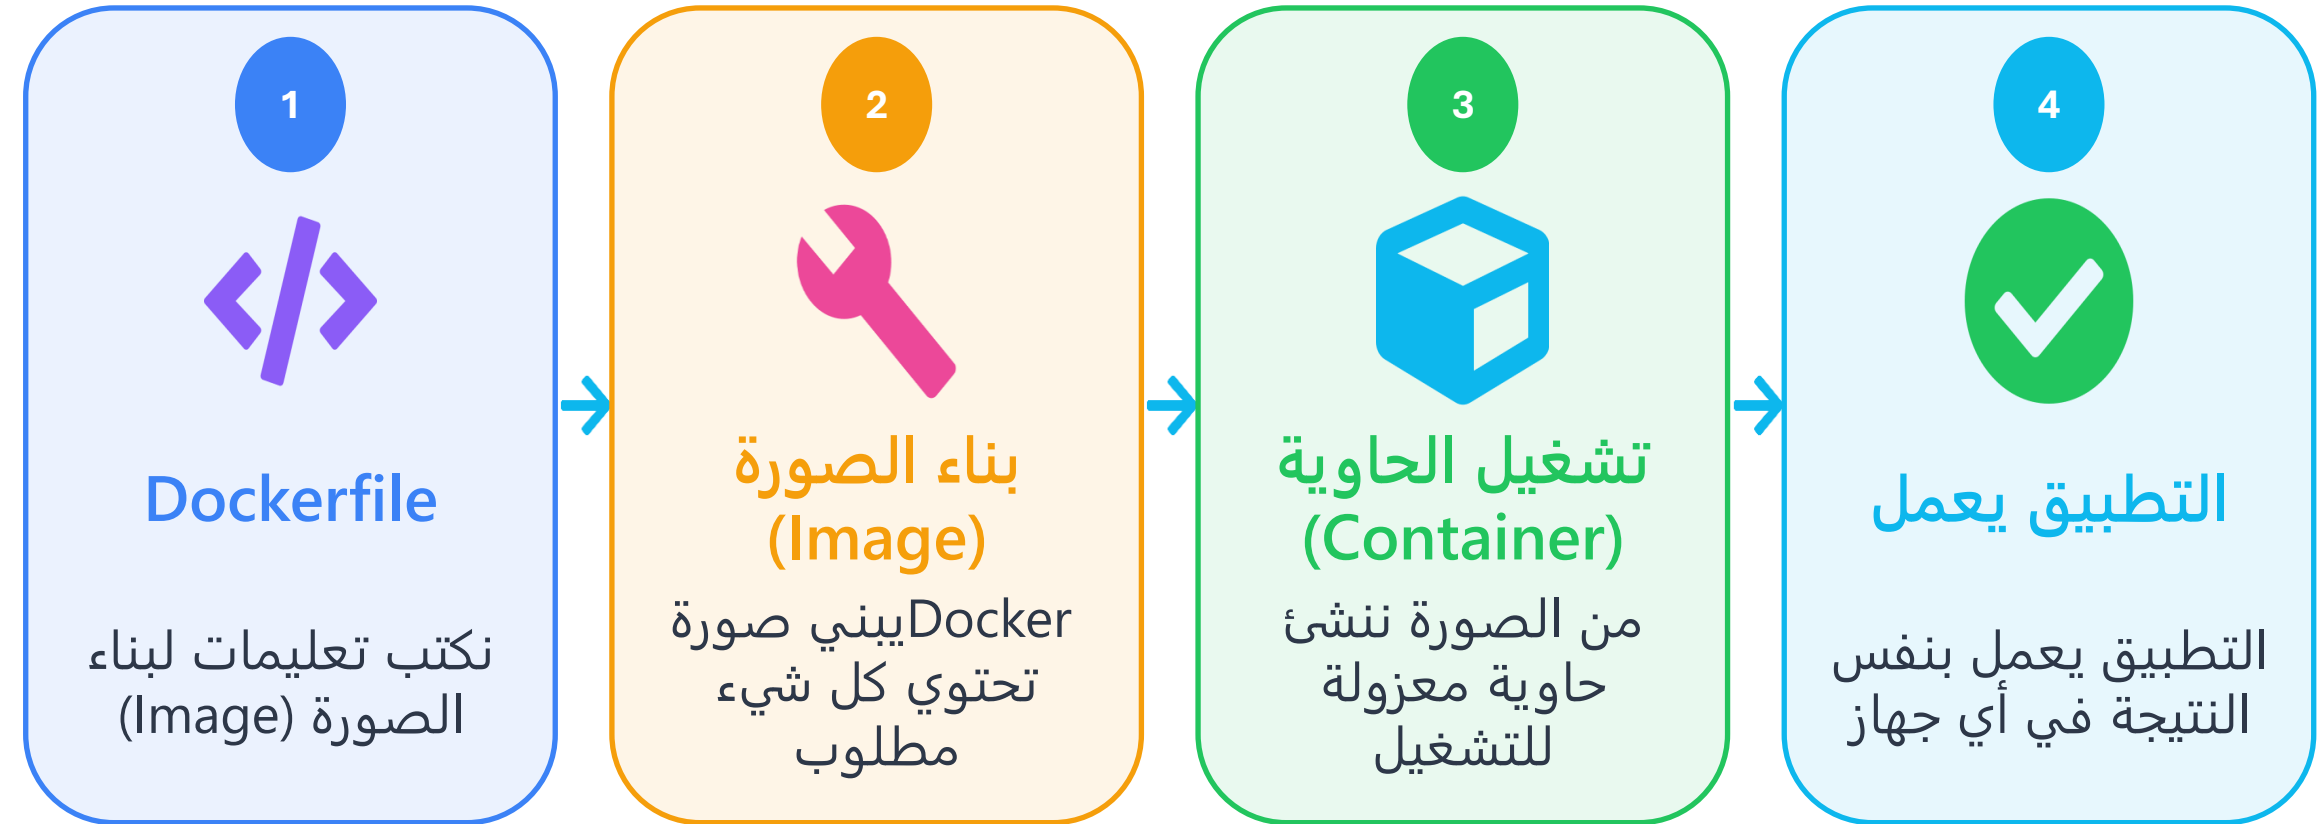 1
Dockerfile
نكتب تعليمات لبناء
الصورة (Image)
2
بناء الصورة
(Image)
Dockerيبني صورة
تحتوي كل شيء
مطلوب
3
تشغيل الحاوية
(Container)
من الصورة ننشئ
حاوية معزولة
للتشغيل
4
التطبيق يعمل
التطبيق يعمل بنفس
النتيجة في أي جهاز